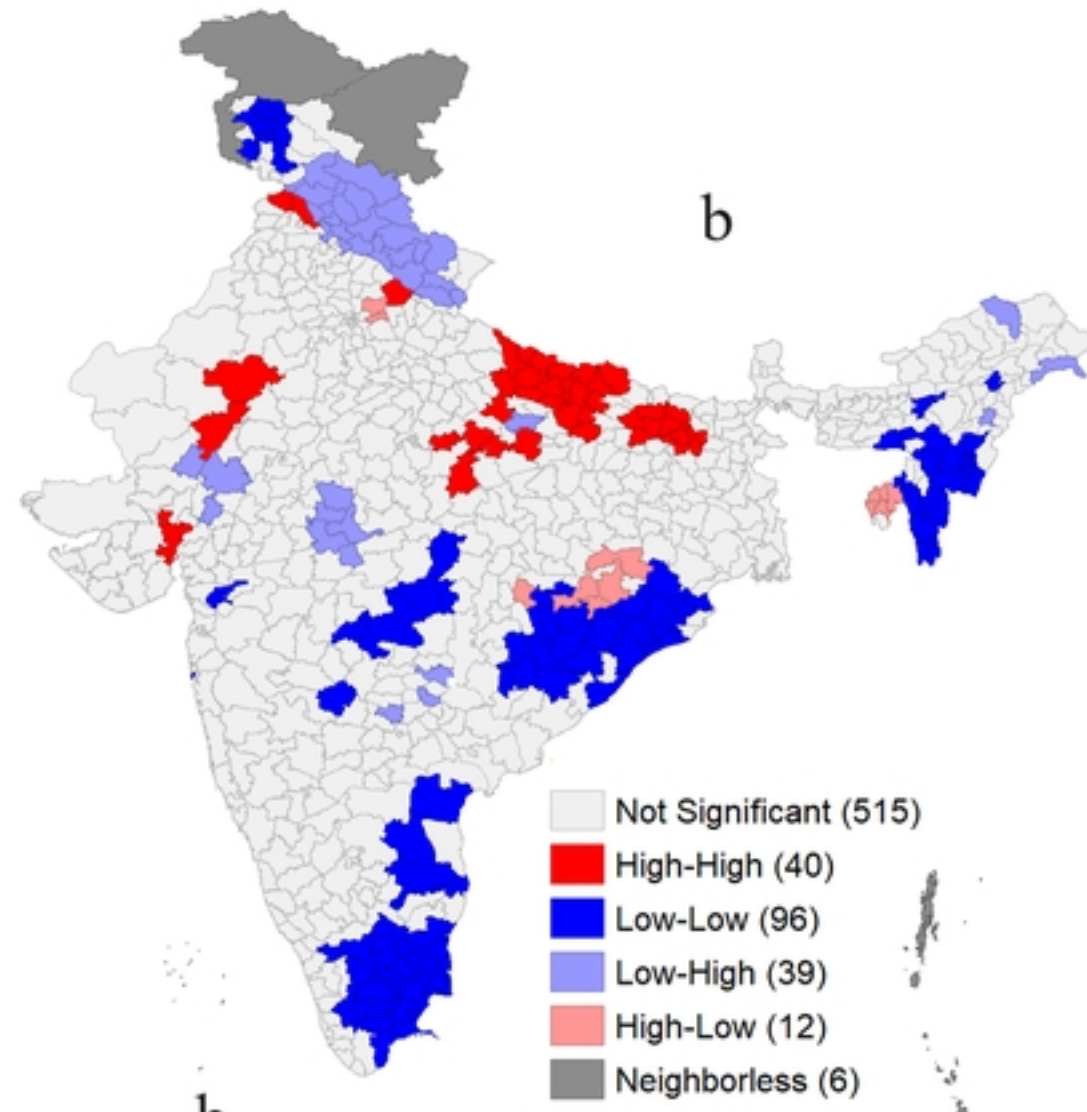 b
Not Significant (515)
High-High (40)
Low-Low (96)
Low-High (39)
High-Low (12)
Neighborless (6)